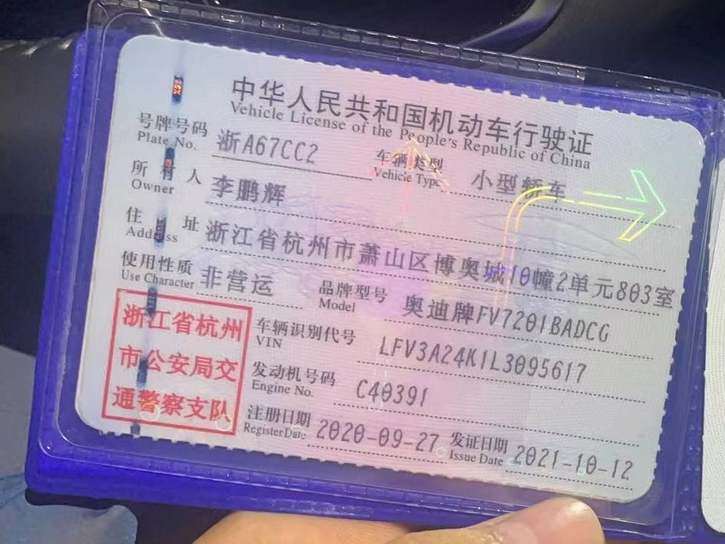 中华人民共和国机动车行驶证
Vehicle License of the People's Republic of China
号牌号码 浙A67CC2 车辆类型 小型轿车
Plate No. Vehicle Type
所有人 李鹏辉
Owner
住址 浙江省杭州市萧山区博奥城10幢2单元803室
Address
使用性质 非营运 品牌型号 奥迪牌FV7201BADCG
Use Character Model
浙江省杭州
市公安局交
通警察支队
车辆识别代号 LFV3A24K1L3095617
VIN
发动机号码 C40391
Engine No.
注册日期 2020-09-27 发证日期 2021-10-12
Register Date Issue Date